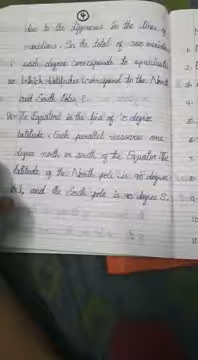 4
due to the difference in the lines of
meridians. In the total of 360 meridian
each degree corresponds to
Which latitudes correspond to the North
and South Poles ?
The Equator is the line of '0 degree
latitude. Each parallel measures one
degree north or south of the Equator. The
latitude of the North pole is 90 degree
N, and the South pole is 90 degree S.